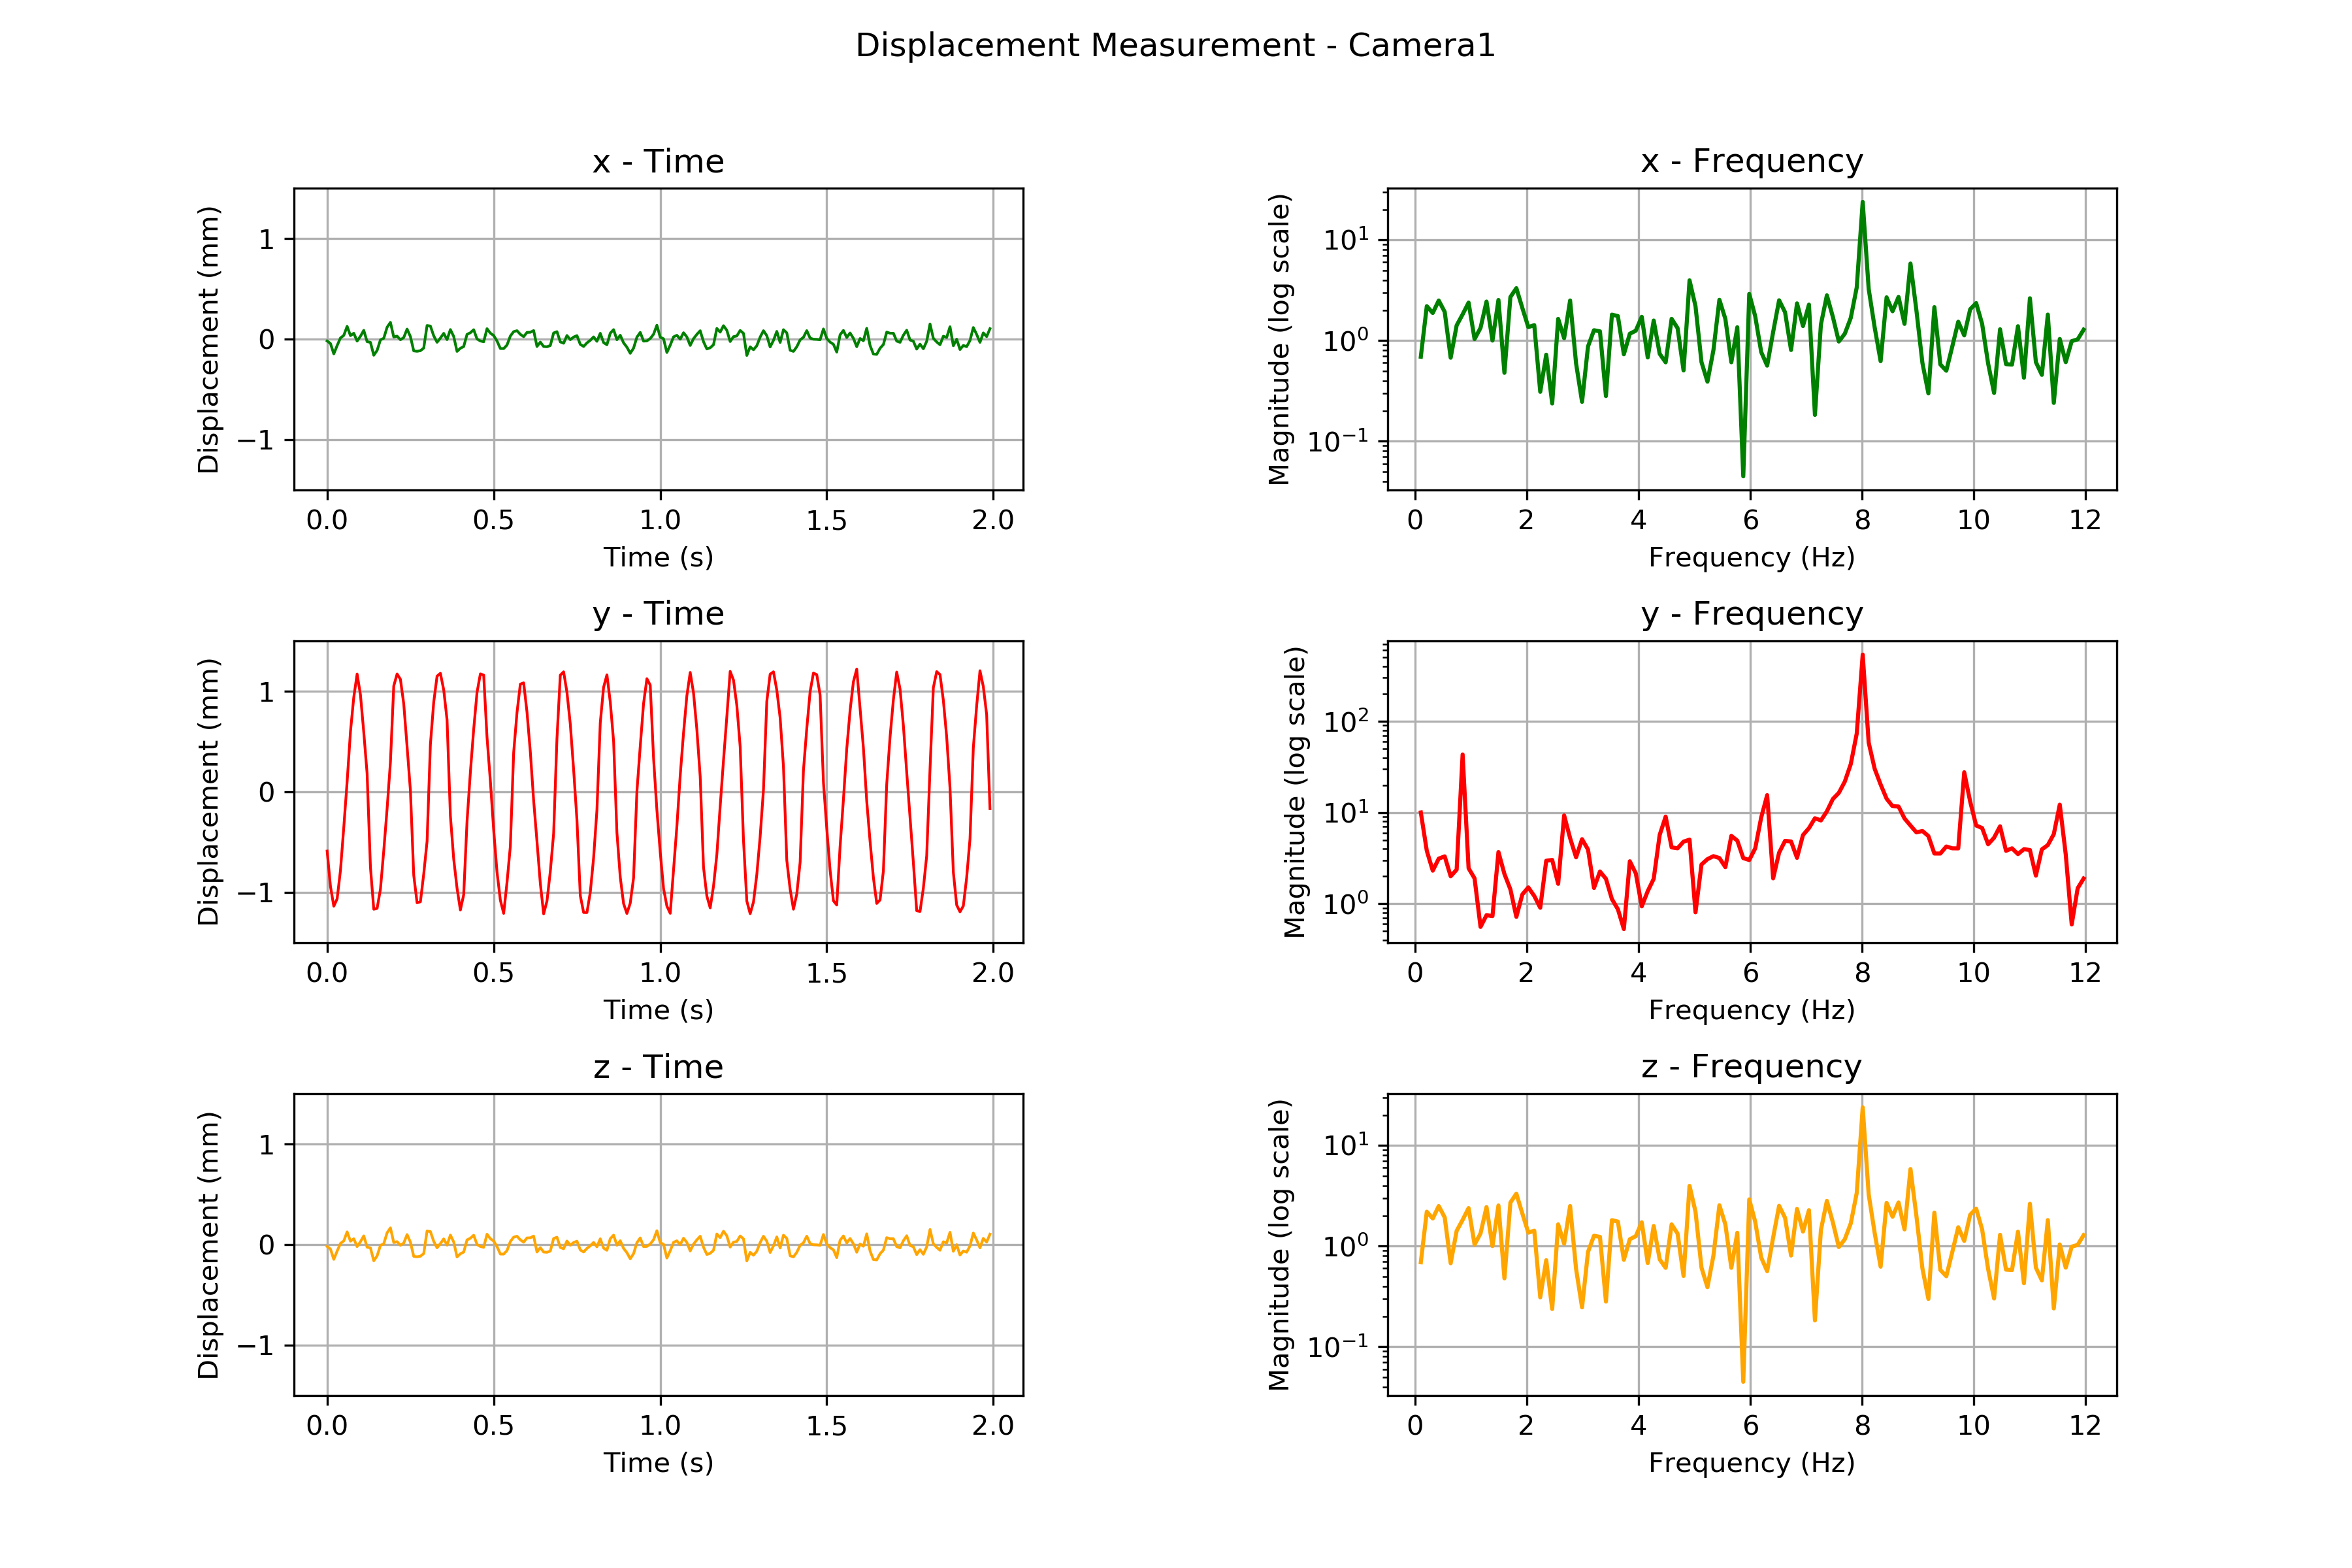 Displacement Measurement - Camera1
x - Time
Displacement (mm)
1
0
−1
0.0 0.5 1.0 1.5 2.0
Time (s)
x - Frequency
Magnitude (log scale)
10¹
10⁰
10⁻¹
0 2 4 6 8 10 12
Frequency (Hz)
y - Time
Displacement (mm)
1
0
−1
0.0 0.5 1.0 1.5 2.0
Time (s)
y - Frequency
Magnitude (log scale)
10²
10¹
10⁰
0 2 4 6 8 10 12
Frequency (Hz)
z - Time
Displacement (mm)
1
0
−1
0.0 0.5 1.0 1.5 2.0
Time (s)
z - Frequency
Magnitude (log scale)
10¹
10⁰
10⁻¹
0 2 4 6 8 10 12
Frequency (Hz)